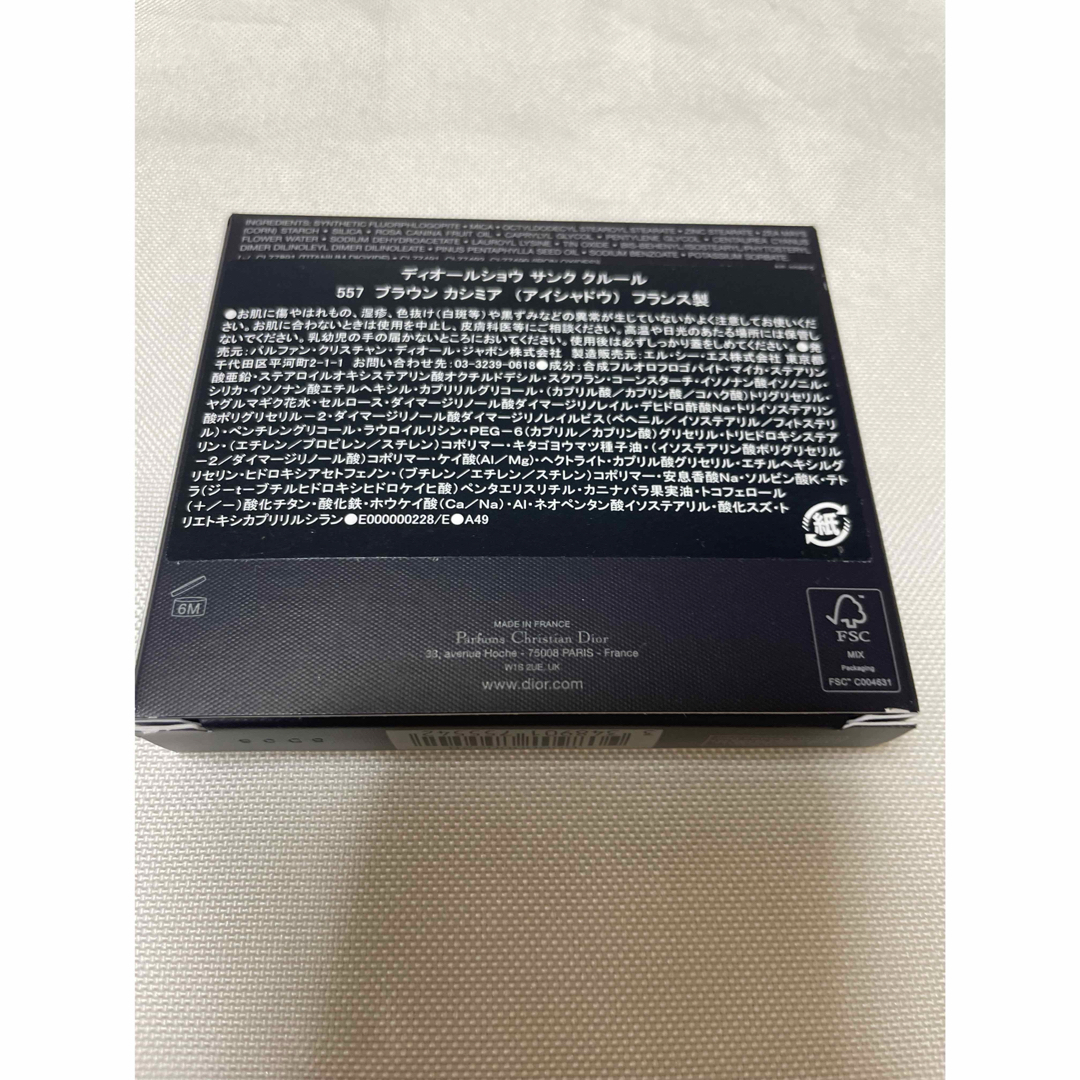 INGREDIENTS: SYNTHETIC FLUORPHLOGOPITE • MICA • OCTYLDODECYL STEAROYL STEARATE • ZINC STEARATE •
(CORN) STARCH • SILICA • ROSA CANINA FRUIT OIL • CAPRYLYL GLYCOL •
FLOWER WATER • SODIUM DEHYDROACETATE • LAUROYL LYSINE • TIN OXIDE •
DIMER DILINOLEYL DIMER DILINOLEATE • PINUS PENTAPHYLLA SEED OIL • SODIUM BENZOATE • POTASSIUM SORBATE
ディオールショウ サンク クルール
557 ブラウン カシミア （アイシャドウ） フランス製
●お肌に傷やはれもの、湿疹、色抜け(白斑等)や黒ずみなどの異常が生じていないかよく注意してお使いくだ
さい。お肌に合わないときは使用を中止し、皮膚科医等にご相談ください。高温や日光のあたる場所には保管し
ないでください。乳幼児の手の届かないところにおいてください。使用後は必ずしっかり蓋をしめてください。●発
売元:パルファン・クリスチャン・ディオール・ジャポン株式会社 製造販売元:エル・シー・エス株式会社 東京都
千代田区平河町2-1-1 お問い合わせ先:03-3239-0618●成分:合成フルオロフロゴパイト・マイカ・ステアリン
酸亜鉛・ステアロイルオキシステアリン酸オクチルドデシル・スクワラン・コーンスターチ・イソノナン酸イソノニル・
シリカ・イソノナン酸エチルヘキシル・カプリリルグリコール・(カプリル酸/カプリン酸/コハク酸)トリグリセリル・
ヤグルマギク花水・セルロース・ダイマージリノール酸ダイマージリノレイル・デヒドロ酢酸Na・トリイソステアリン
酸ポリグリセリル－2・ダイマージリノール酸ダイマージリノレイルビス(ベヘニル/イソステアリル/フィトステリ
ル)・ペンチレングリコール・ラウロイルリシン・PEG－6(カプリル/カプリン酸)グリセリル・トリヒドロキシステア
リン・(エチレン/プロピレン/スチレン)コポリマー・キタゴヨウマツ種子油・(イソステアリン酸ポリグリセリル
－2/ダイマージリノール酸)コポリマー・ケイ酸(Al/Mg)・ヘクトライト・カプリル酸グリセリル・エチルヘキシルグ
リセリン・ヒドロキシアセトフェノン・(ブチレン/エチレン/スチレン)コポリマー・安息香酸Na・ソルビン酸K・テト
ラ(ジーtーブチルヒドロキシヒドロケイヒ酸)ペンタエリスリチル・カニナバラ果実油・トコフェロール
(+/－)酸化チタン・酸化鉄・ホウケイ酸(Ca/Na)・Al・ネオペンタン酸イソステアリル・酸化スズ・ト
リエトキシカプリリルシラン●E000000228/E●A49
紙
6M
MADE IN FRANCE
Parfums Christian Dior
33, avenue Hoche - 75008 PARIS - France
W1S 2UE, UK
www.dior.com
FSC
MIX
Packaging
FSC™ C004631